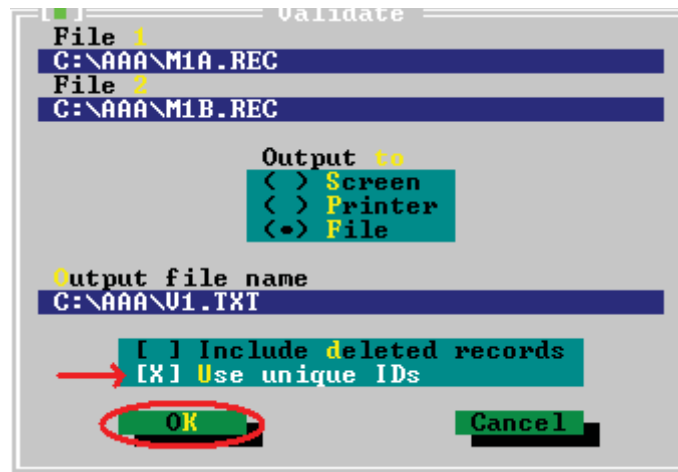 [■] Validate
File 1
C:\AAA\M1A.REC
File 2
C:\AAA\M1B.REC
Output to
( ) Screen
( ) Printer
(•) File
Output file name
C:\AAA\V1.TXT
[ ] Include deleted records
[X] Use unique IDs
OK Cancel